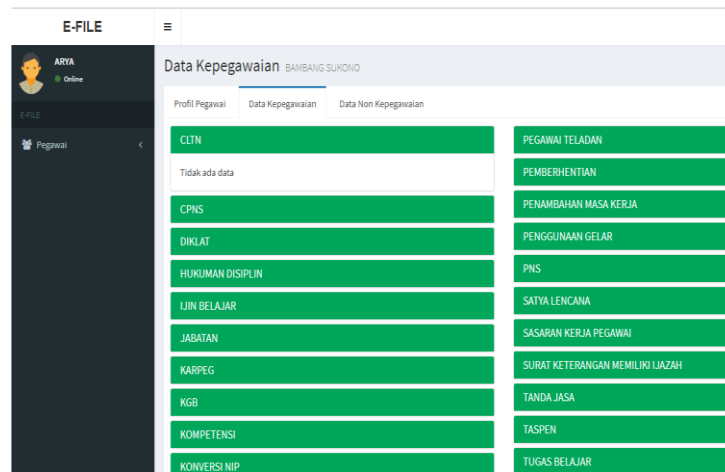 E-FILE
ARYA
Online
E-FILE
Pegawai
Data Kepegawaian BAMBANG SUKONO
Profil Pegawai Data Kepegawaian Data Non Kepegawaian
CLTN
Tidak ada data
CPNS
DIKLAT
HUKUMAN DISIPLIN
IJIN BELAJAR
JABATAN
KARPEG
KGB
KOMPETENSI
KONVERSI NIP
PEGAWAI TELADAN
PEMBERHENTIAN
PENAMBAHAN MASA KERJA
PENGGUNAAN GELAR
PNS
SATYA LENCANA
SASARAN KERJA PEGAWAI
SURAT KETERANGAN MEMILIKI IJAZAH
TANDA JASA
TASPEN
TUGAS BELAJAR